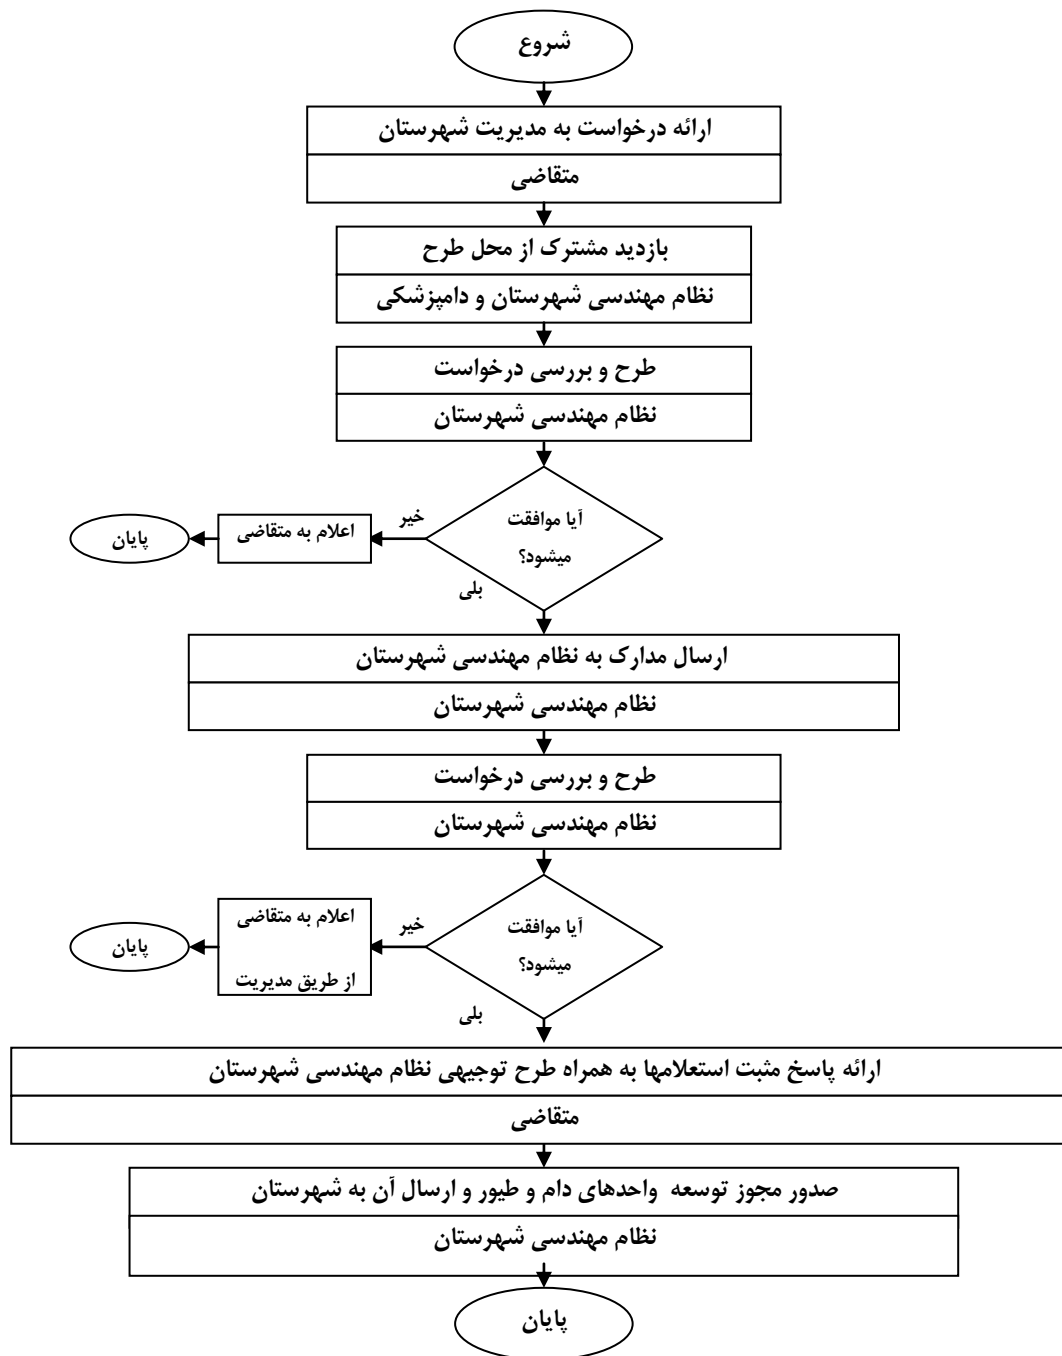 شروع
ارائه درخواست به مدیریت شهرستان
متقاضی
بازدید مشترک از محل طرح
نظام مهندسی شهرستان و دامپزشکی
طرح و بررسی درخواست
نظام مهندسی شهرستان
آیا موافقت
میشود؟
خیر
اعلام به متقاضی
پایان
بلی
ارسال مدارک به نظام مهندسی شهرستان
نظام مهندسی شهرستان
طرح و بررسی درخواست
نظام مهندسی شهرستان
آیا موافقت
میشود؟
خیر
اعلام به متقاضی
از طریق مدیریت
پایان
بلی
ارائه پاسخ مثبت استعلامها به همراه طرح توجیهی نظام مهندسی شهرستان
متقاضی
صدور مجوز توسعه واحدهای دام و طیور و ارسال آن به شهرستان
نظام مهندسی شهرستان
پایان